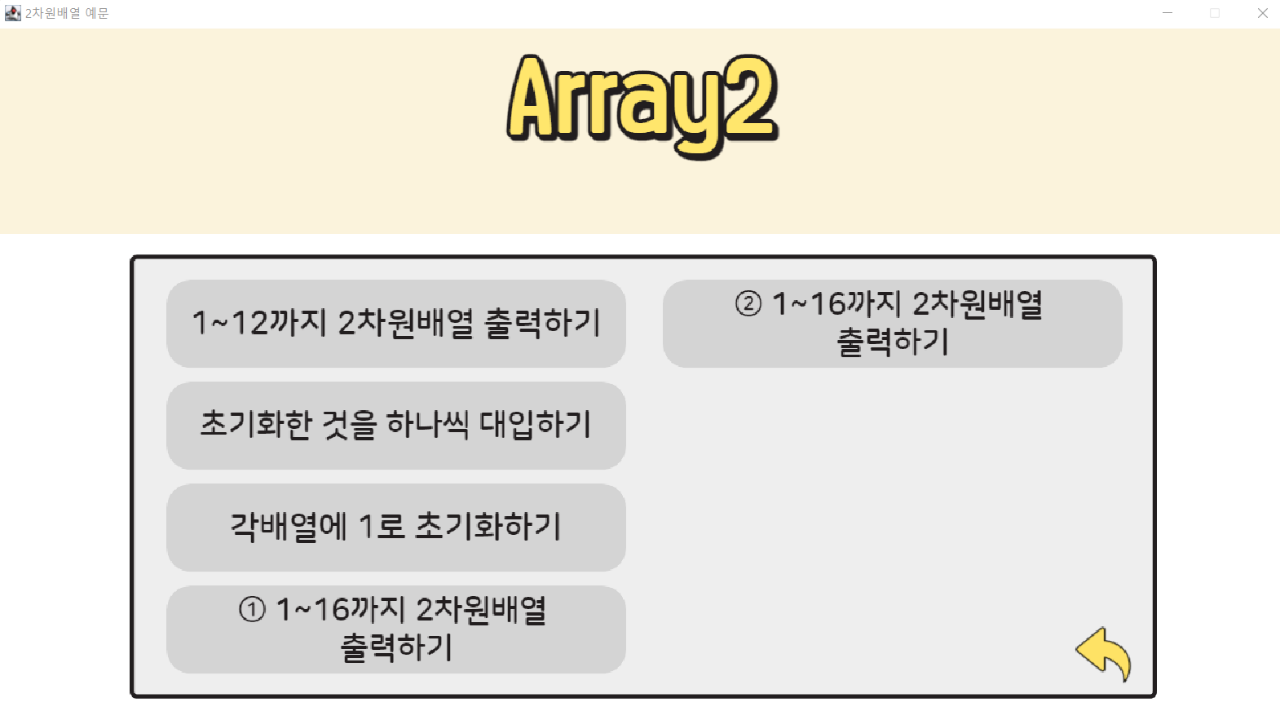 2차원배열 예문
Array2
1~12까지 2차원배열 출력하기
초기화한 것을 하나씩 대입하기
각배열에 1로 초기화하기
① 1~16까지 2차원배열
출력하기
② 1~16까지 2차원배열
출력하기